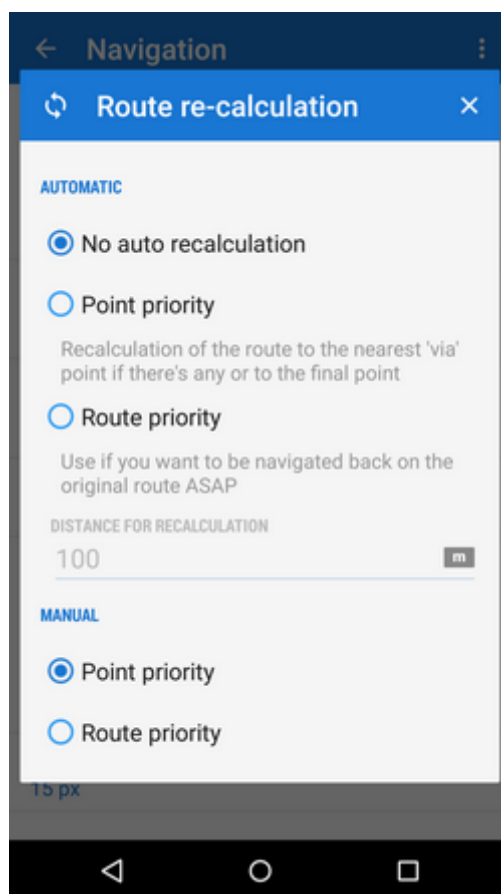 Navigation
Route re-calculation
AUTOMATIC
No auto recalculation
Point priority
Recalculation of the route to the nearest 'via'
point if there's any or to the final point
Route priority
Use if you want to be navigated back on the
original route ASAP
DISTANCE FOR RECALCULATION
100 m
MANUAL
Point priority
Route priority
15 px